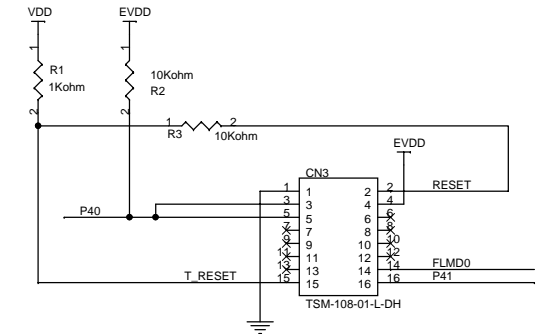 VDD EVDD
1 1
R1 10Kohm
1Kohm R2
2 2
1 2
R3 10Kohm
EVDD
CN3
1 1 2 2 RESET
3 3 4 4
P40 5 5 6 6
7 7 8 8
9 9 10 10
11 11 12 12
13 13 14 14 FLMD0
T_RESET 15 15 16 16 P41
TSM-108-01-L-DH